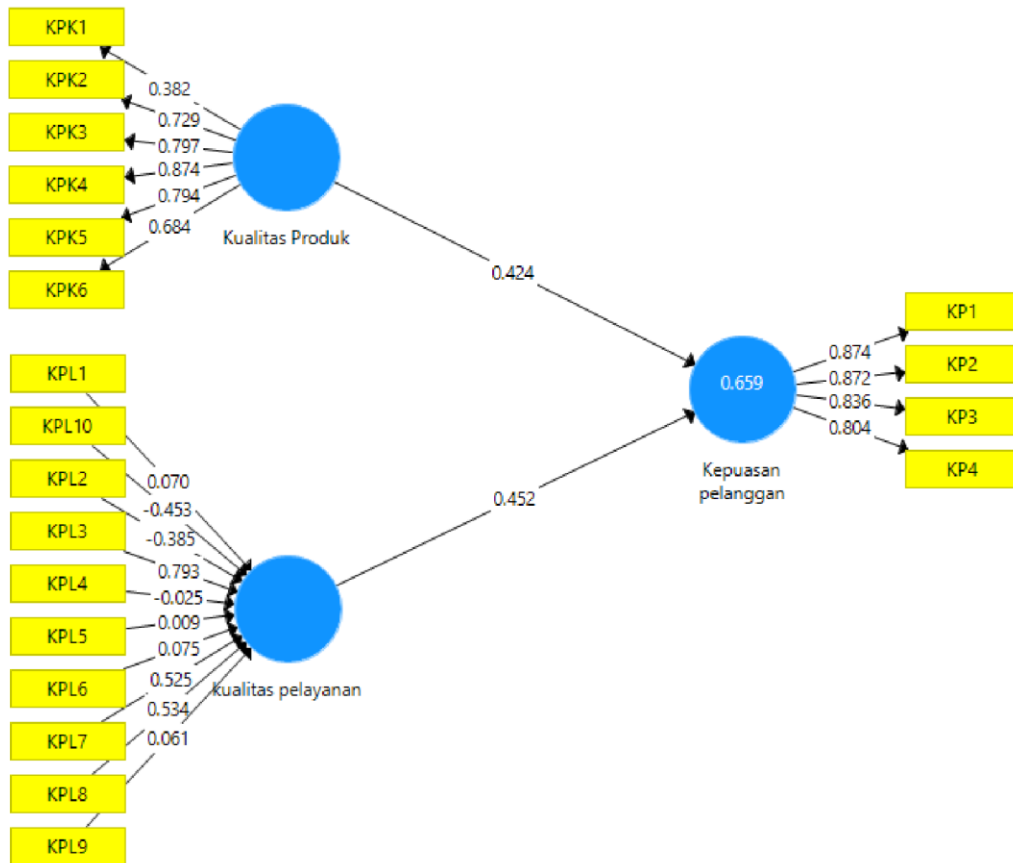 KPK1
KPK2
KPK3
KPK4
KPK5
KPK6
0.382
0.729
0.797
0.874
0.794
0.684
Kualitas Produk
0.424
KPL1
KPL10
KPL2
KPL3
KPL4
KPL5
KPL6
KPL7
KPL8
KPL9
0.070
-0.453
-0.385
0.793
-0.025
0.009
0.075
0.525
0.534
0.061
kualitas pelayanan
0.452
0.659
Kepuasan
pelanggan
0.874
0.872
0.836
0.804
KP1
KP2
KP3
KP4